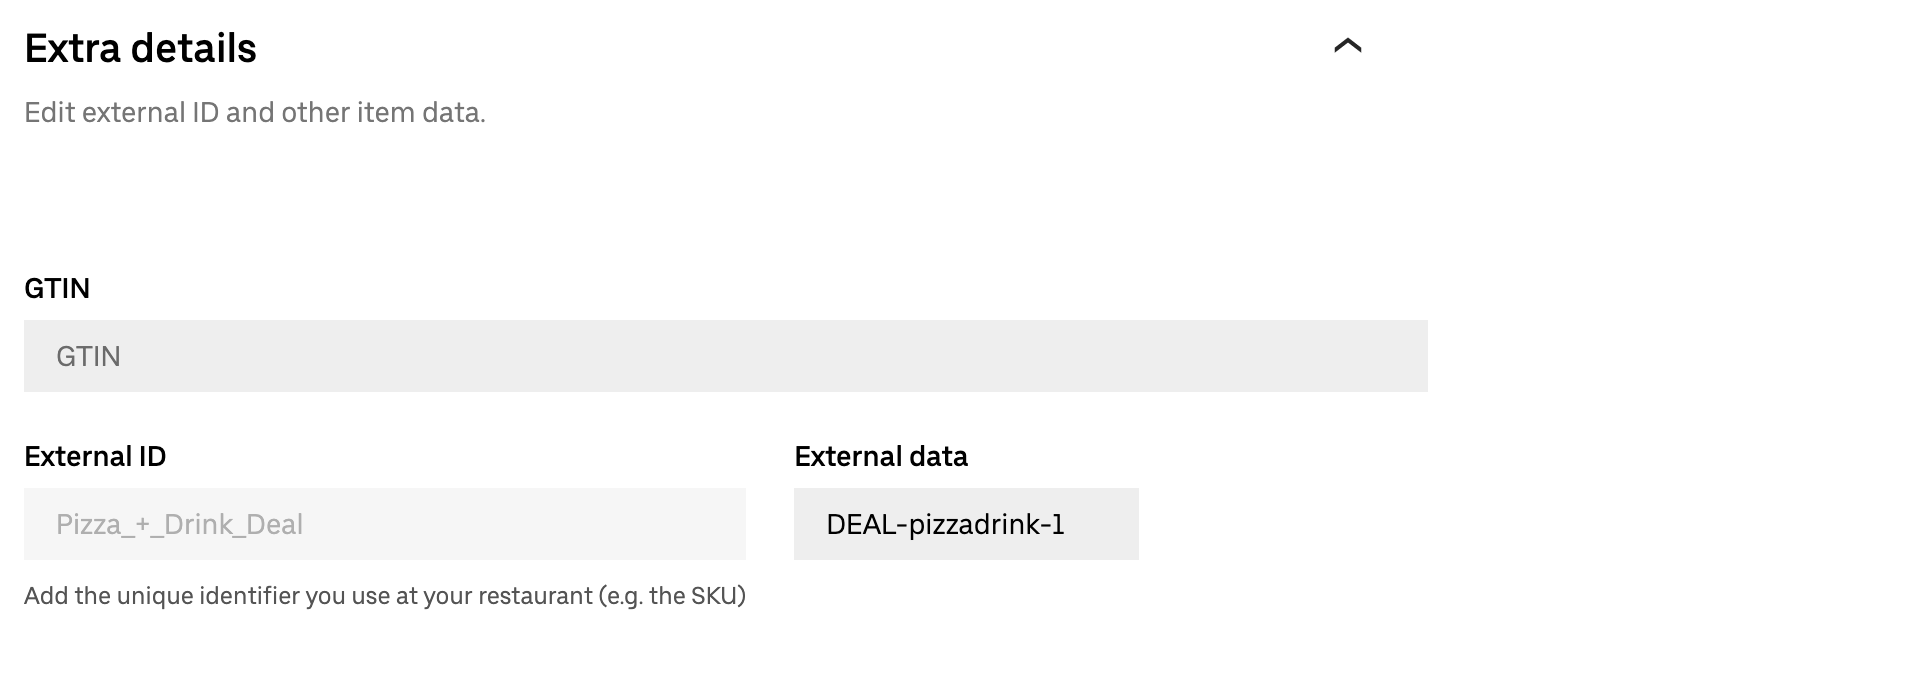 Extra details
Edit external ID and other item data.
GTIN
GTIN
External ID
External data
Pizza_+_Drink_Deal
DEAL-pizzadrink-1
Add the unique identifier you use at your restaurant (e.g. the SKU)